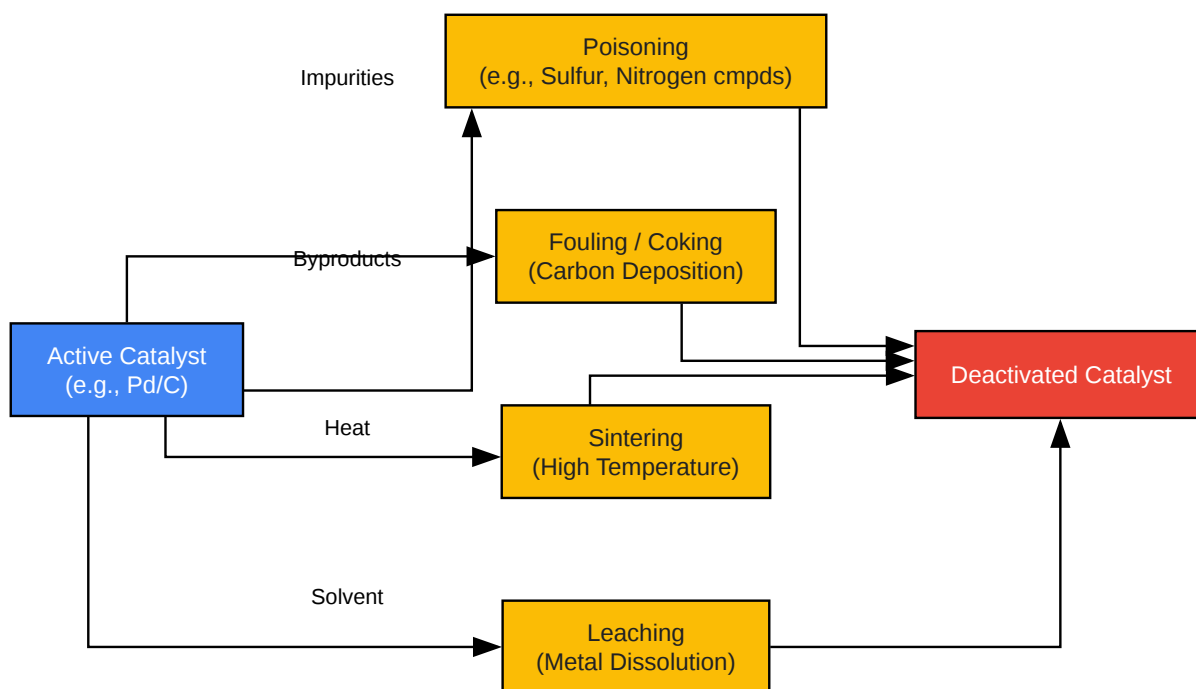 Poisoning
(e.g., Sulfur, Nitrogen cmpds)
Impurities
Fouling / Coking
(Carbon Deposition)
Byproducts
Active Catalyst
(e.g., Pd/C)
Deactivated Catalyst
Heat
Sintering
(High Temperature)
Solvent
Leaching
(Metal Dissolution)